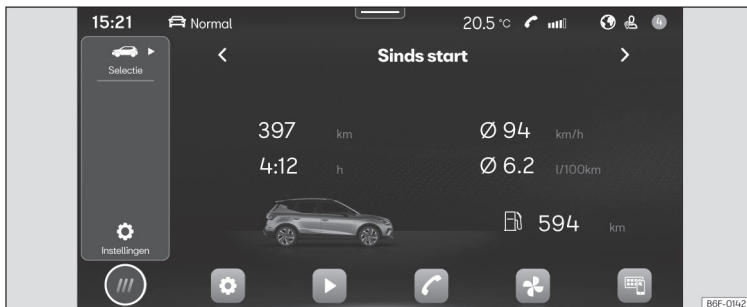 15:21 Normal 20.5 °C 4
Selectie
Sinds start
397 km Ø 94 km/h
4:12 h Ø 6.2 l/100km
594 km
Instellingen
B6F-0142